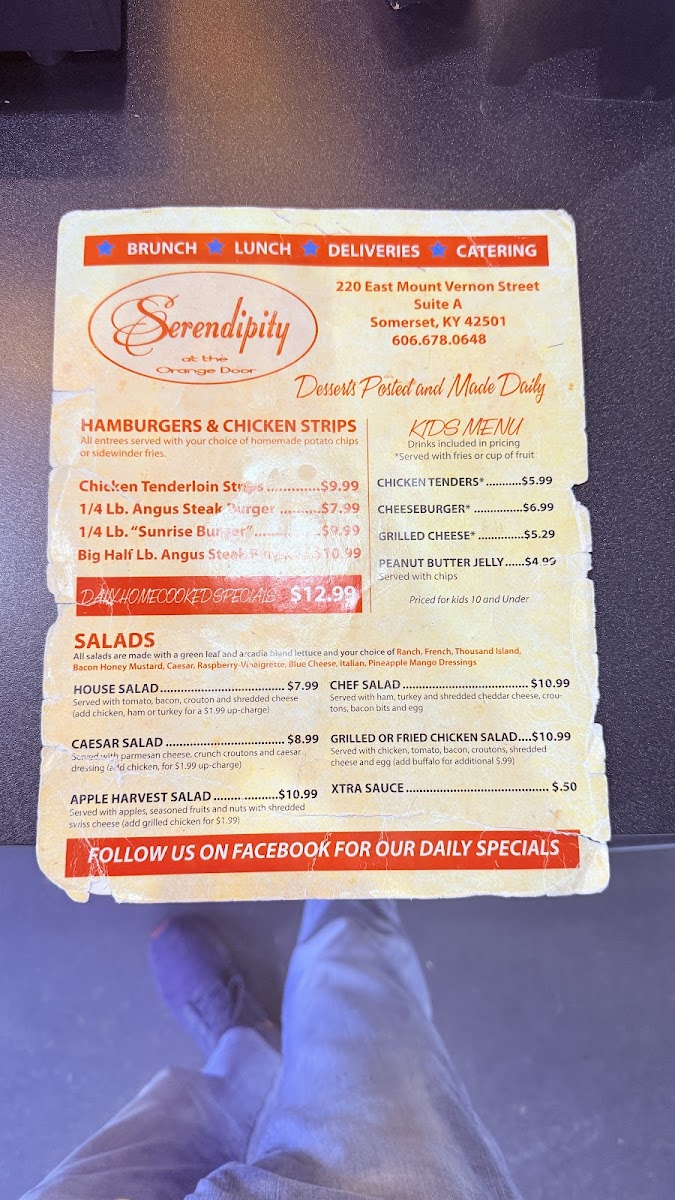 BRUNCH ★ LUNCH ★ DELIVERIES ★ CATERING
Serendipity
at the
Orange Door
220 East Mount Vernon Street
Suite A
Somerset, KY 42501
606.678.0648
Desserts Posted and Made Daily
HAMBURGERS & CHICKEN STRIPS
All entrees served with your choice of homemade potato chips
or sidewinder fries.
Chicken Tenderloin Strips.............$9.99
1/4 Lb. Angus Steak Burger ..........$7.99
1/4 Lb. “Sunrise Burger”...............$9.99
Big Half Lb. Angus Steak Burger.....$10.99
DAILY HOMECOOKED SPECIALS $12.99
KIDS MENU
Drinks included in pricing
*Served with fries or cup of fruit
CHICKEN TENDERS*...........$5.99
CHEESEBURGER* ...............$6.99
GRILLED CHEESE* ..............$5.29
PEANUT BUTTER JELLY......$4.99
Served with chips
Priced for kids 10 and Under
SALADS
All salads are made with a green leaf and arcadia blend lettuce and your choice of Ranch, French, Thousand Island,
Bacon Honey Mustard, Caesar, Raspberry Vinaigrette, Blue Cheese, Italian, Pineapple Mango Dressings
HOUSE SALAD.................................... $7.99
Served with tomato, bacon, crouton and shredded cheese
(add chicken, ham or turkey for a $1.99 up-charge)
CAESAR SALAD .................................. $8.99
Served with parmesan cheese, crunch croutons and caesar
dressing (add chicken, for $1.99 up-charge)
APPLE HARVEST SALAD ...................$10.99
Served with apples, seasoned fruits and nuts with shredded
swiss cheese (add grilled chicken for $1.99)
CHEF SALAD .................................... $10.99
Served with ham, turkey and shredded cheddar cheese, crou-
tons, bacon bits and egg
GRILLED OR FRIED CHICKEN SALAD....$10.99
Served with chicken, tomato, bacon, croutons, shredded
cheese and egg (add buffalo for additional $.99)
XTRA SAUCE ......................................... $.50
FOLLOW US ON FACEBOOK FOR OUR DAILY SPECIALS